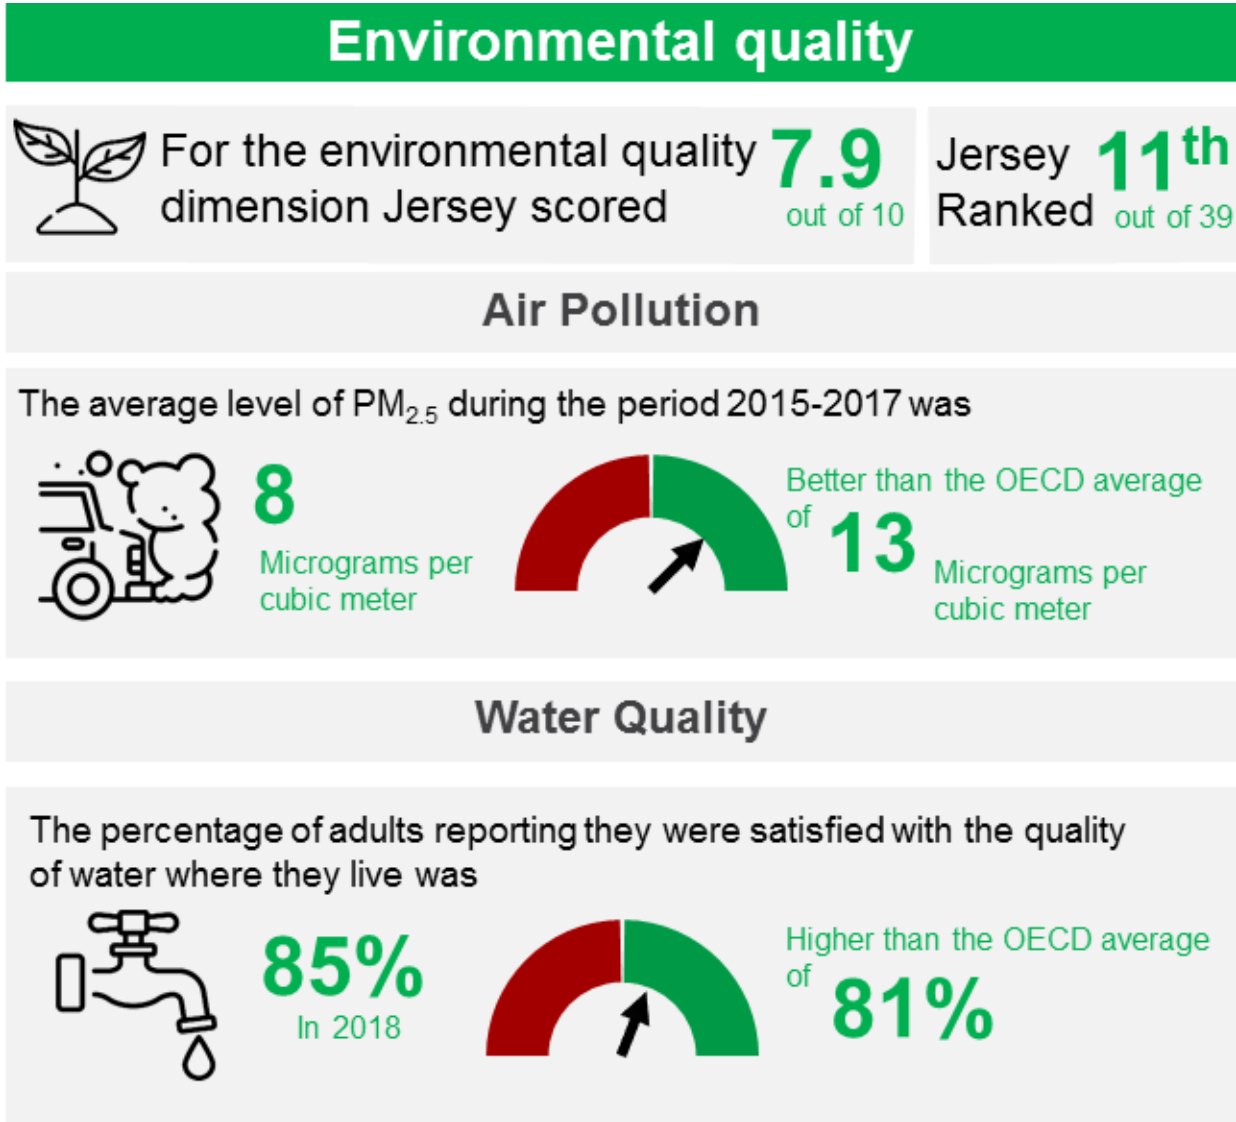 Environmental quality
For the environmental quality
dimension Jersey scored
7.9
out of 10
Jersey
Ranked
11th
out of 39
Air Pollution
The average level of PM2.5 during the period 2015-2017 was
8
Micrograms per
cubic meter
Better than the OECD average
of 13
Micrograms per
cubic meter
Water Quality
The percentage of adults reporting they were satisfied with the quality
of water where they live was
85%
In 2018
Higher than the OECD average
of 81%